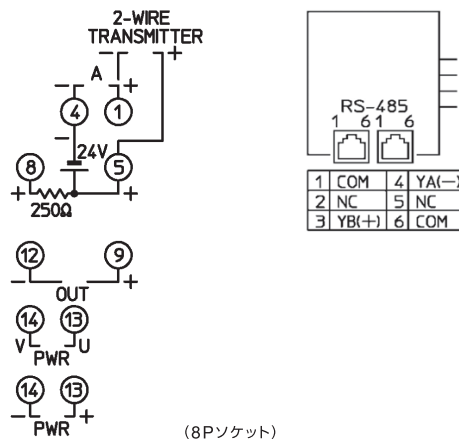 2-WIRE
TRANSMITTER
− +
− A +
4 1
− 24V
8 5
+ 250Ω +
12 9
− OUT +
14 13
V PWR U
14 13
− PWR +
RS-485
1 6 1 6
1 COM 4 YA(−)
2 NC 5 NC
3 YB(+) 6 COM
(8Pソケット)